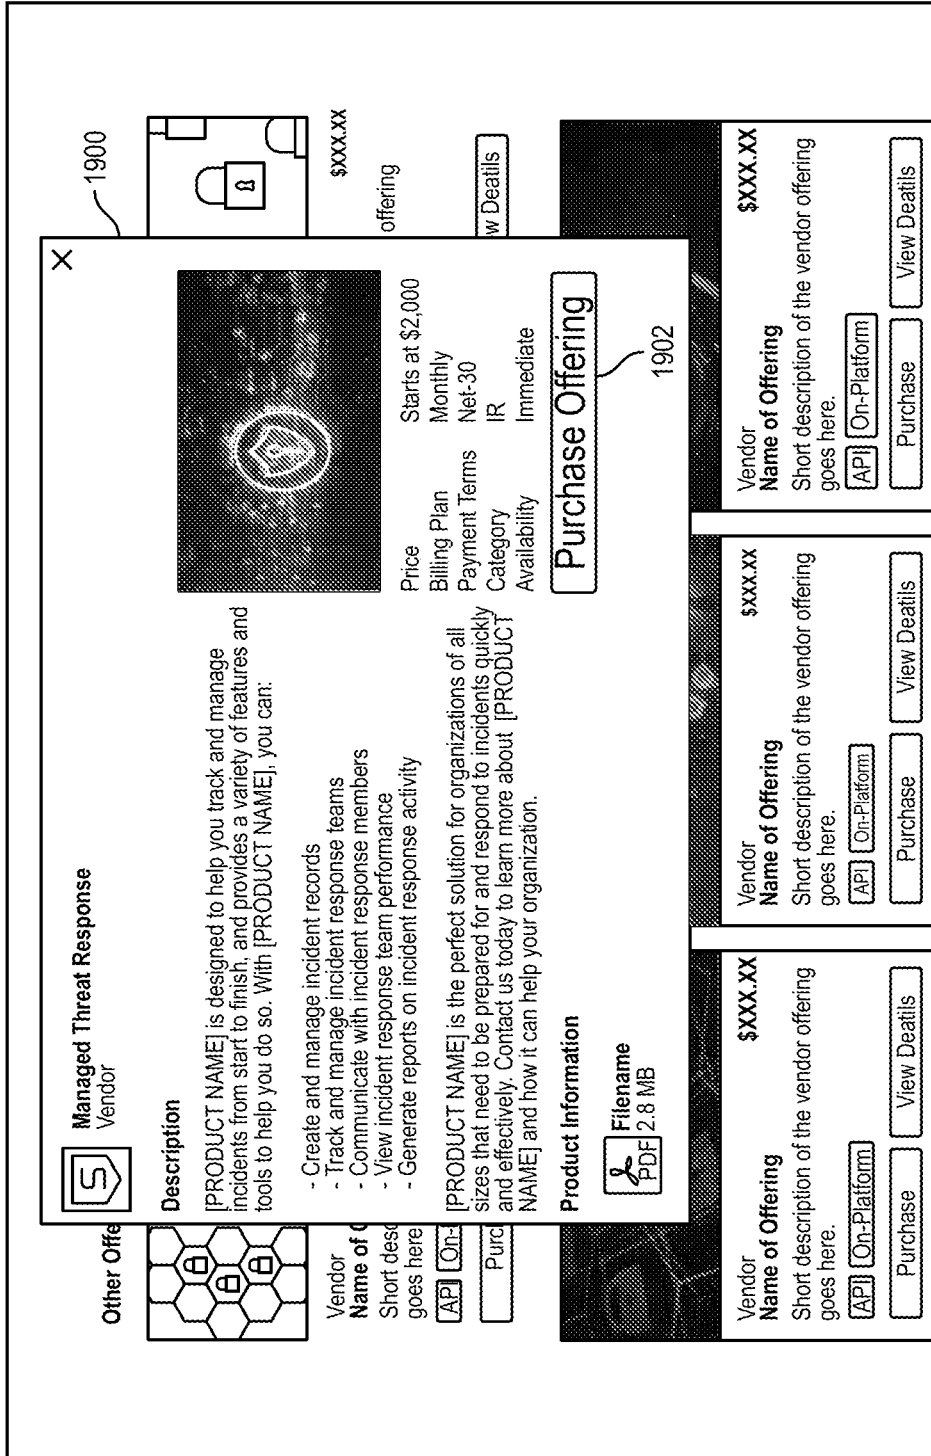 1900
Other Offe
Managed Threat Response
Vendor
Description
[PRODUCT NAME] is designed to help you track and manage
incidents from start to finish, and provides a variety of features and
tools to help you do so. With [PRODUCT NAME], you can:
- Create and manage incident records
- Track and manage incident response teams
- Communicate with incident response members
- View incident response team performance
- Generate reports on incident response activity
[PRODUCT NAME] is the perfect solution for organizations of all
sizes that need to be prepared for and respond to incidents quickly
and effectively. Contact us today to learn more about [PRODUCT
NAME] and how it can help your organization.
Product Information
PDF
Filename
2.8 MB
Price Starts at $2,000
Billing Plan Monthly
Payment Terms Net-30
Category IR
Availability Immediate
Purchase Offering
1902
Vendor
Name of O
Short desc
goes here
API On-
Purc
$XXX.XX
offering
w Deatils
Vendor
Name of Offering $XXX.XX
Short description of the vendor offering
goes here.
API On-Platform
Purchase View Deatils
Vendor
Name of Offering $XXX.XX
Short description of the vendor offering
goes here.
API On-Platform
Purchase View Deatils
Vendor
Name of Offering $XXX.XX
Short description of the vendor offering
goes here.
API On-Platform
Purchase View Deatils